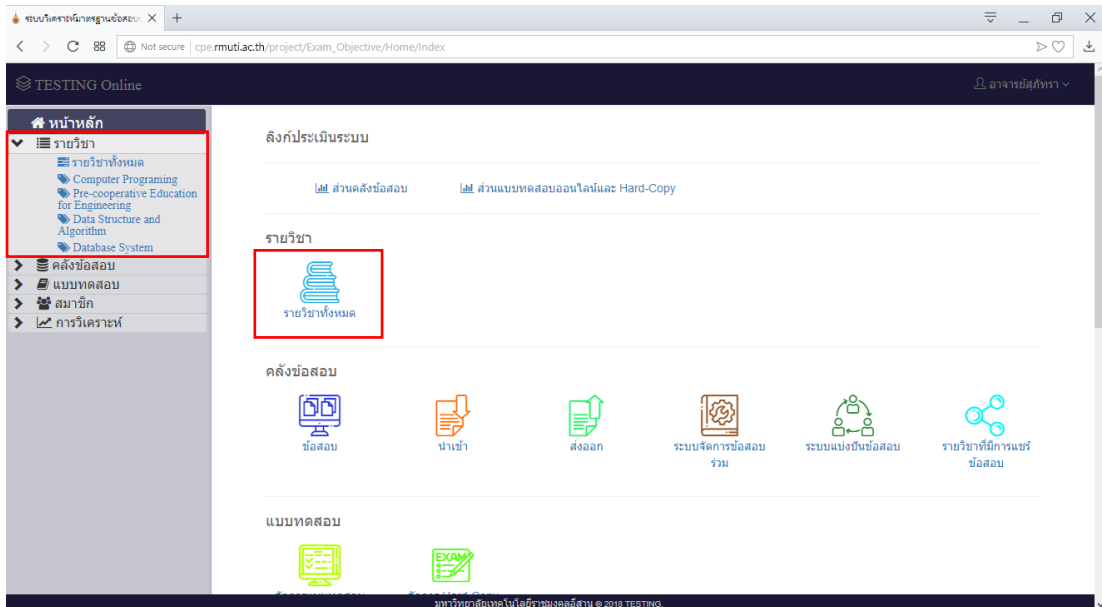 ระบบวิเคราะห์มาตรฐานข้อสอบ
Not secure
cpe.rmuti.ac.th/project/Exam_Objective/Home/Index
TESTING Online
อาจารย์สุภัทรา
หน้าหลัก
รายวิชา
รายวิชาทั้งหมด
Computer Programing
Pre-cooperative Education
for Engineering
Data Structure and
Algorithm
Database System
คลังข้อสอบ
แบบทดสอบ
สมาชิก
การวิเคราะห์
ลิงก์ประเมินระบบ
ส่วนคลังข้อสอบ
ส่วนแบบทดสอบออนไลน์และ Hard-Copy
รายวิชา
รายวิชาทั้งหมด
คลังข้อสอบ
ข้อสอบ
นำเข้า
ส่งออก
ระบบจัดการข้อสอบ
ร่วม
ระบบแบ่งปันข้อสอบ
รายวิชาที่มีการแชร์
ข้อสอบ
แบบทดสอบ
EXAM
มหาวิทยาลัยเทคโนโลยีราชมงคลอีสาน © 2018 TESTING.